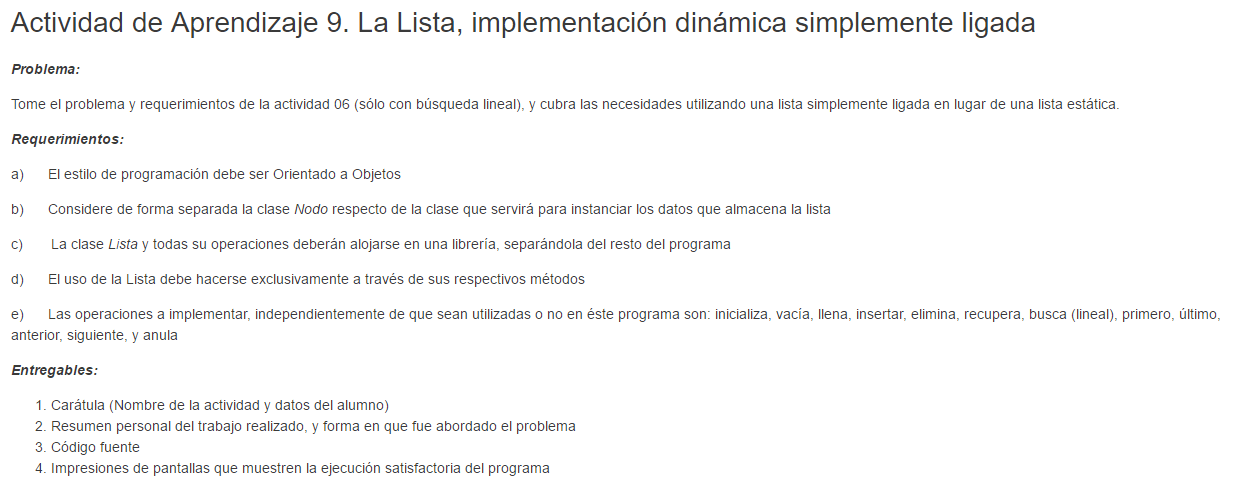 Actividad de Aprendizaje 9. La Lista, implementación dinámica simplemente ligada
Problema:
Tome el problema y requerimientos de la actividad 06 (sólo con búsqueda lineal), y cubra las necesidades utilizando una lista simplemente ligada en lugar de una lista estática.
Requerimientos:
a) El estilo de programación debe ser Orientado a Objetos
b) Considere de forma separada la clase Nodo respecto de la clase que servirá para instanciar los datos que almacena la lista
c) La clase Lista y todas su operaciones deberán alojarse en una librería, separándola del resto del programa
d) El uso de la Lista debe hacerse exclusivamente a través de sus respectivos métodos
e) Las operaciones a implementar, independientemente de que sean utilizadas o no en éste programa son: inicializa, vacía, llena, insertar, elimina, recupera, busca (lineal), primero, último,
anterior, siguiente, y anula
Entregables:
1. Carátula (Nombre de la actividad y datos del alumno)
2. Resumen personal del trabajo realizado, y forma en que fue abordado el problema
3. Código fuente
4. Impresiones de pantallas que muestren la ejecución satisfactoria del programa